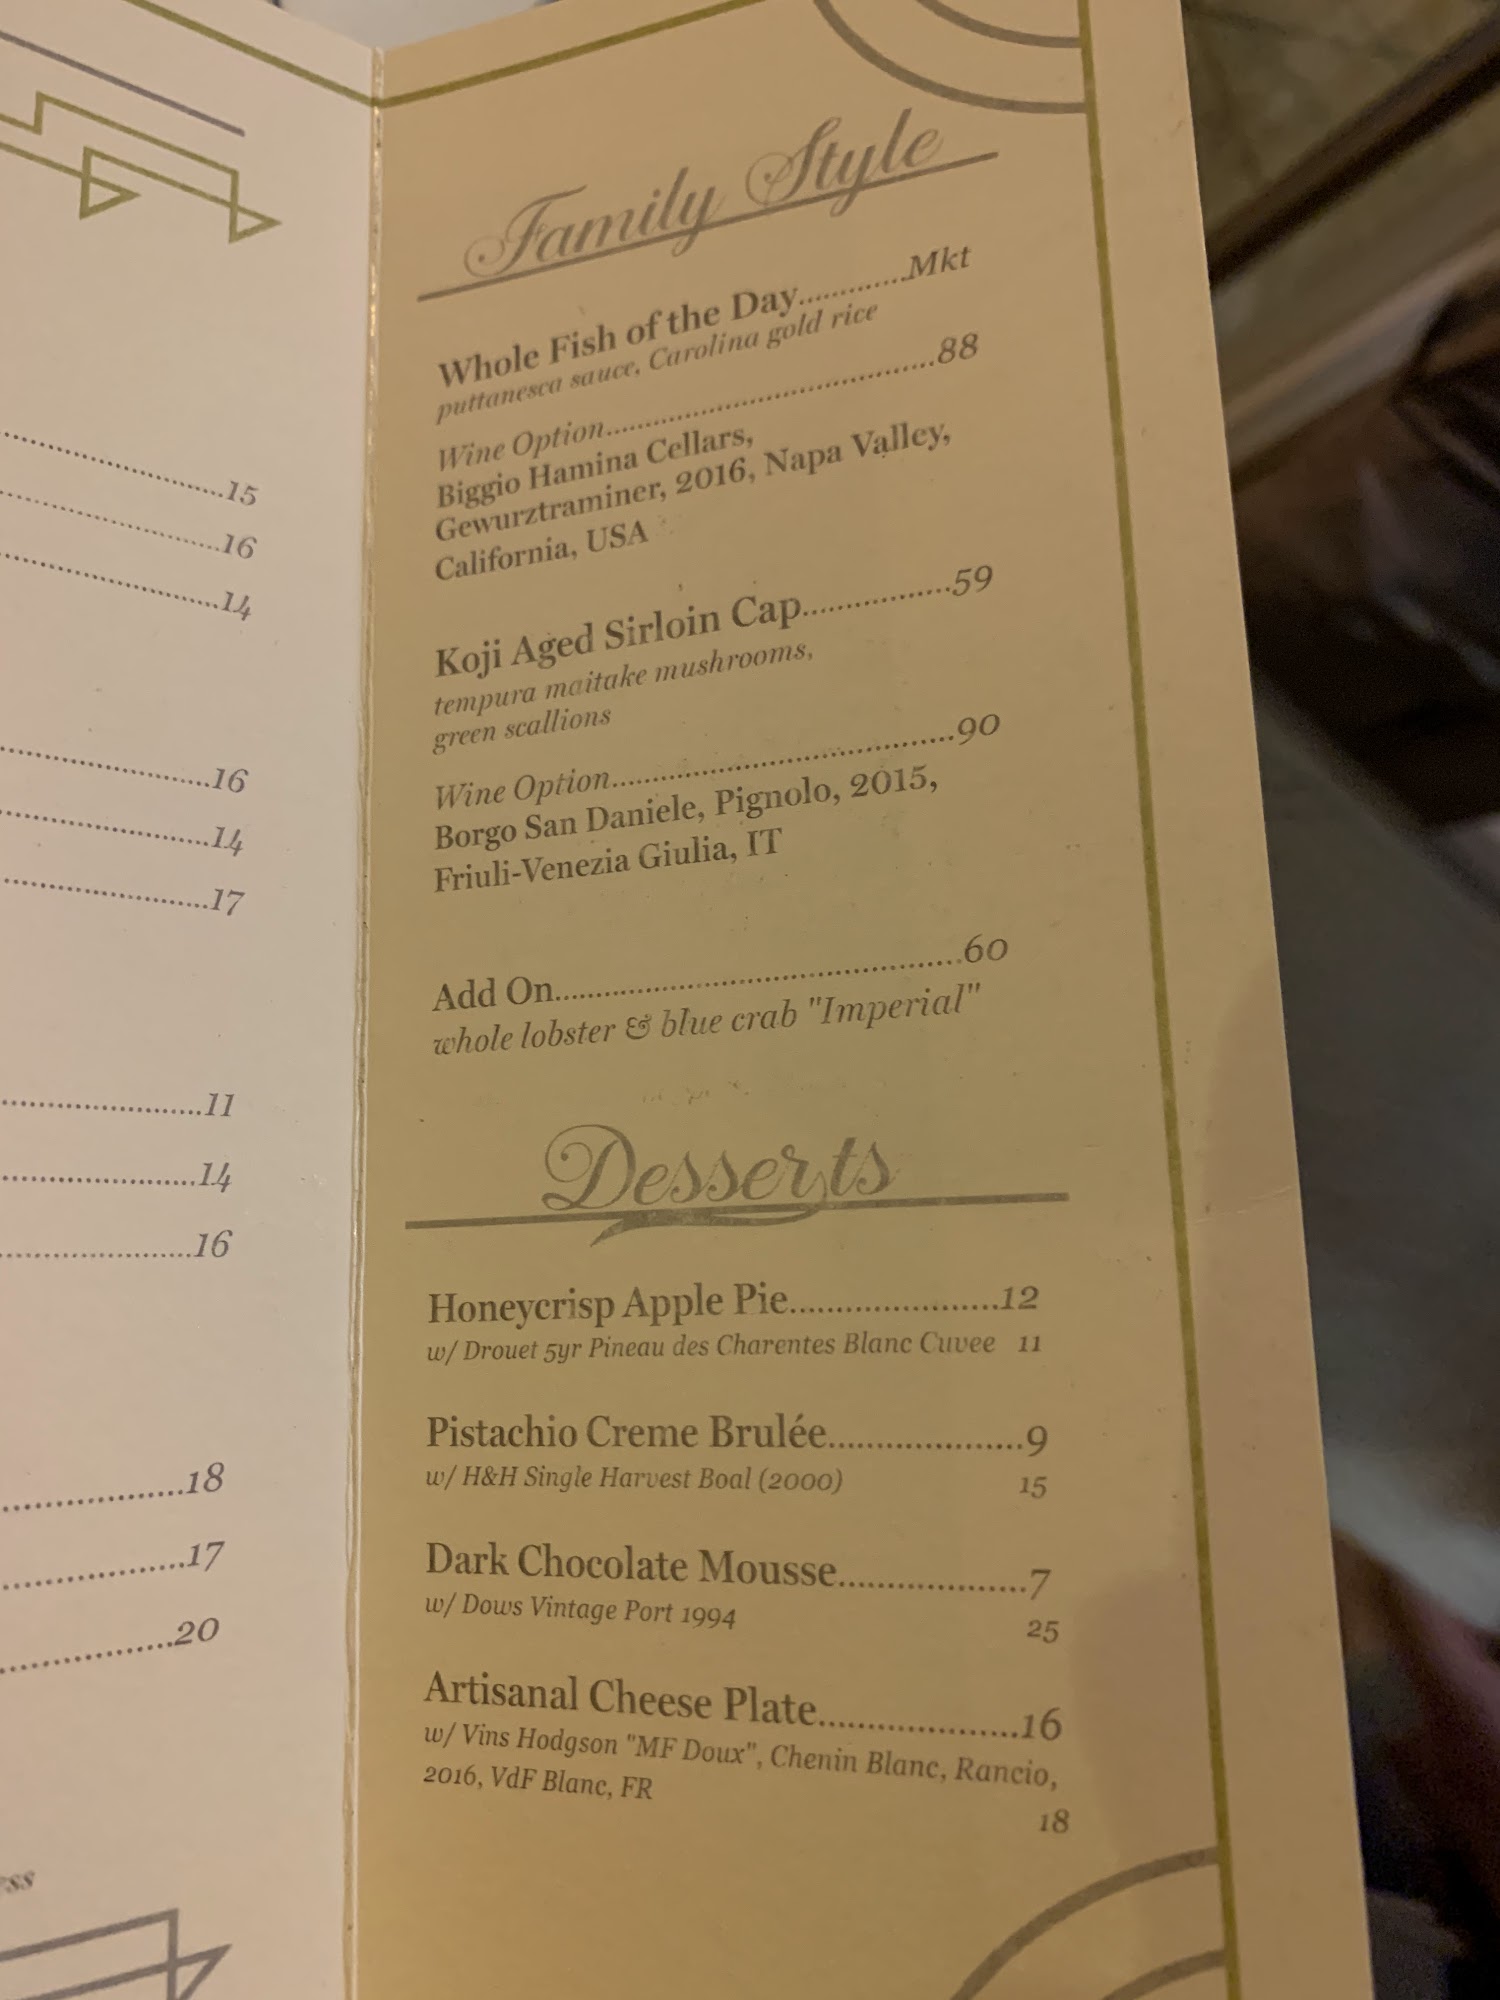 15
16
14
16
14
17
11
14
16
18
17
20
ess
Family Style
Whole Fish of the Day.............Mkt
puttanesca sauce, Carolina gold rice
Wine Option........................................88
Biggio Hamina Cellars,
Gewurztraminer, 2016, Napa Valley,
California, USA
Koji Aged Sirloin Cap..................59
tempura maitake mushrooms,
green scallions
Wine Option..........................................90
Borgo San Daniele, Pignolo, 2015,
Friuli-Venezia Giulia, IT
Add On..................................................60
whole lobster & blue crab "Imperial"
Desserts
Honeycrisp Apple Pie......................12
w/ Drouet 5yr Pineau des Charentes Blanc Cuvee 11
Pistachio Creme Brulée....................9
w/ H&H Single Harvest Boal (2000) 15
Dark Chocolate Mousse....................7
w/ Dows Vintage Port 1994 25
Artisanal Cheese Plate.....................16
w/ Vins Hodgson "MF Doux", Chenin Blanc, Rancio,
2016, VdF Blanc, FR
18